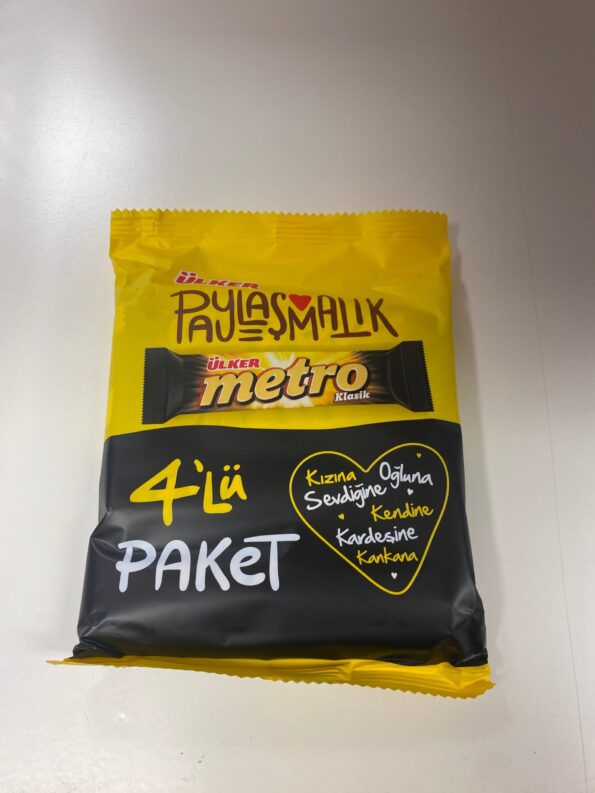 ÜLKER
PAYLAŞMALIK
ÜLKER
metro
Klasik
4'lü
PAKeT
Kızına Oğluna
Sevdiğine
Kendine
Kardeşine
Kankana